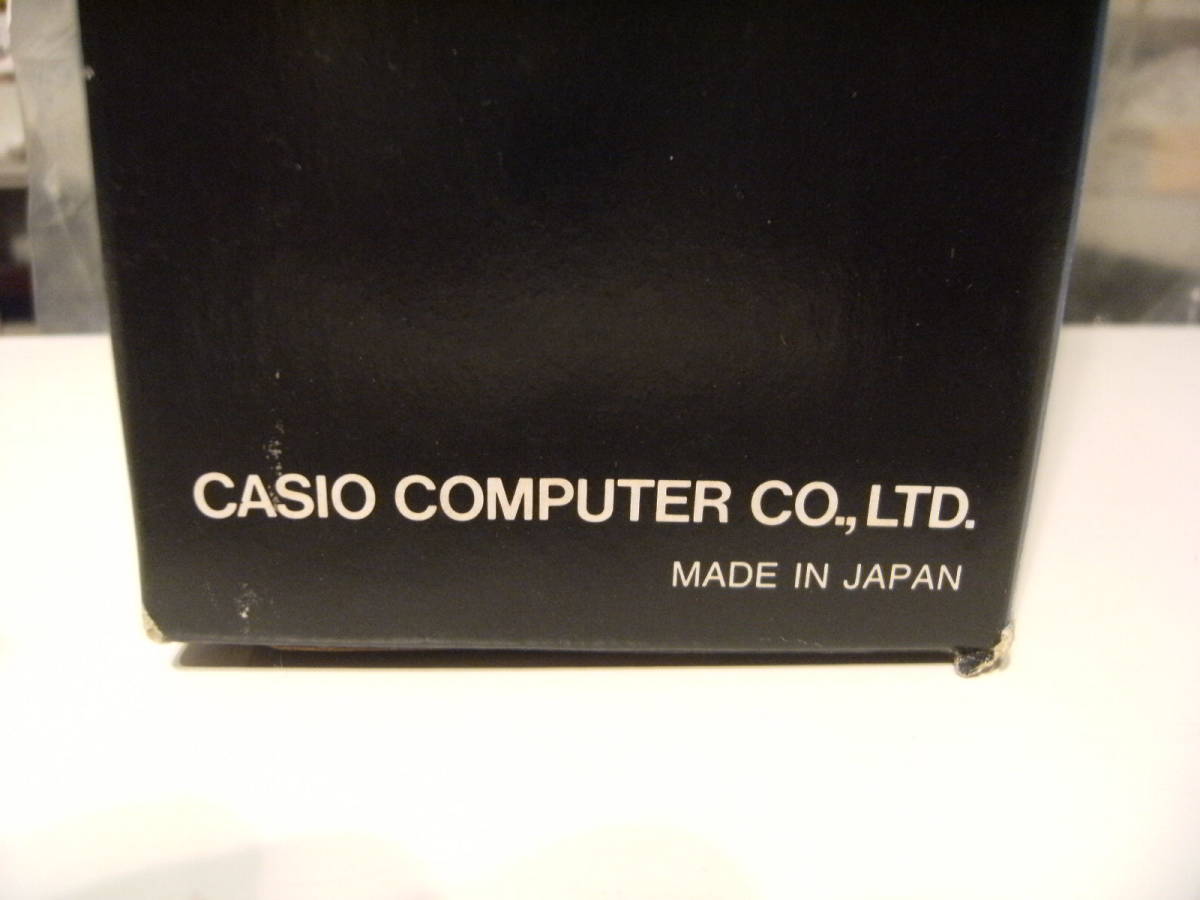 CASIO COMPUTER CO., LTD.
MADE IN JAPAN